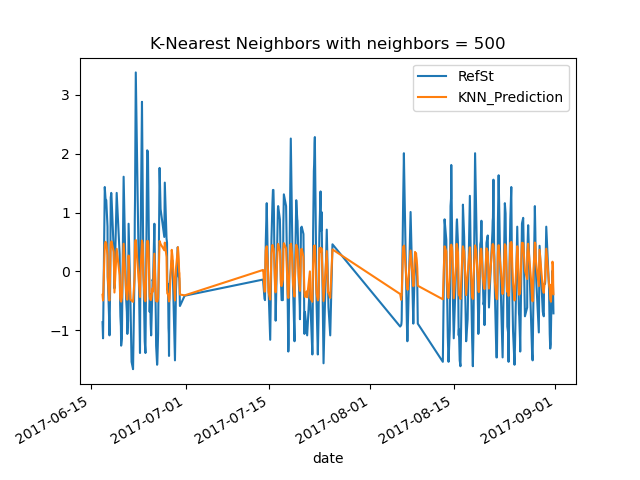 K-Nearest Neighbors with neighbors = 500
RefSt
KNN_Prediction
3
2
1
0
−1
2017-06-15
2017-07-01
2017-07-15
2017-08-01
2017-08-15
2017-09-01
date